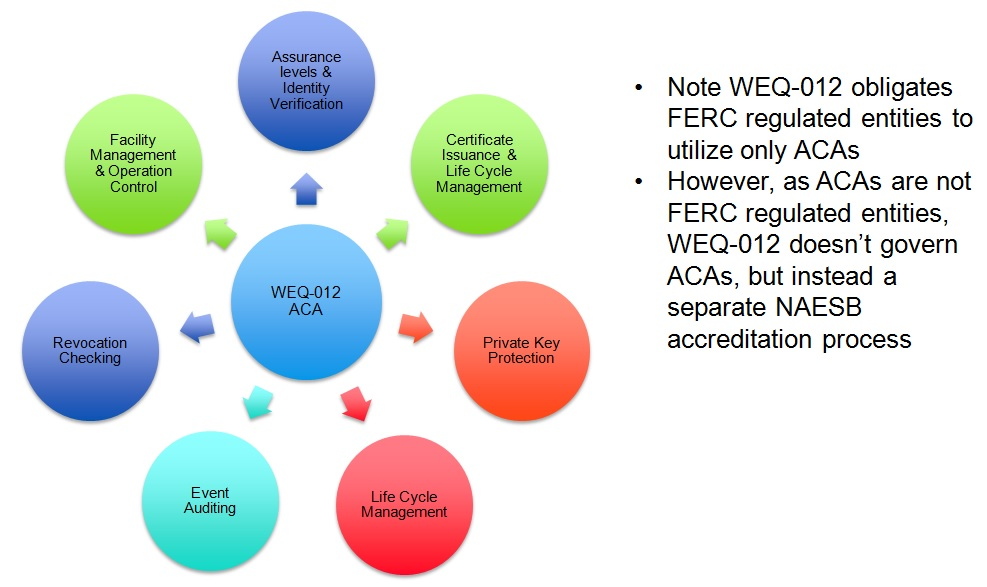 Assurance
levels &
Identity
Verification
Certificate
Issuance &
Life Cycle
Management
Private Key
Protection
Life Cycle
Management
Event
Auditing
Revocation
Checking
Facility
Management
& Operation
Control
WEQ-012
ACA
• Note WEQ-012 obligates
FERC regulated entities to
utilize only ACAs
• However, as ACAs are not
FERC regulated entities,
WEQ-012 doesn’t govern
ACAs, but instead a
separate NAESB
accreditation process